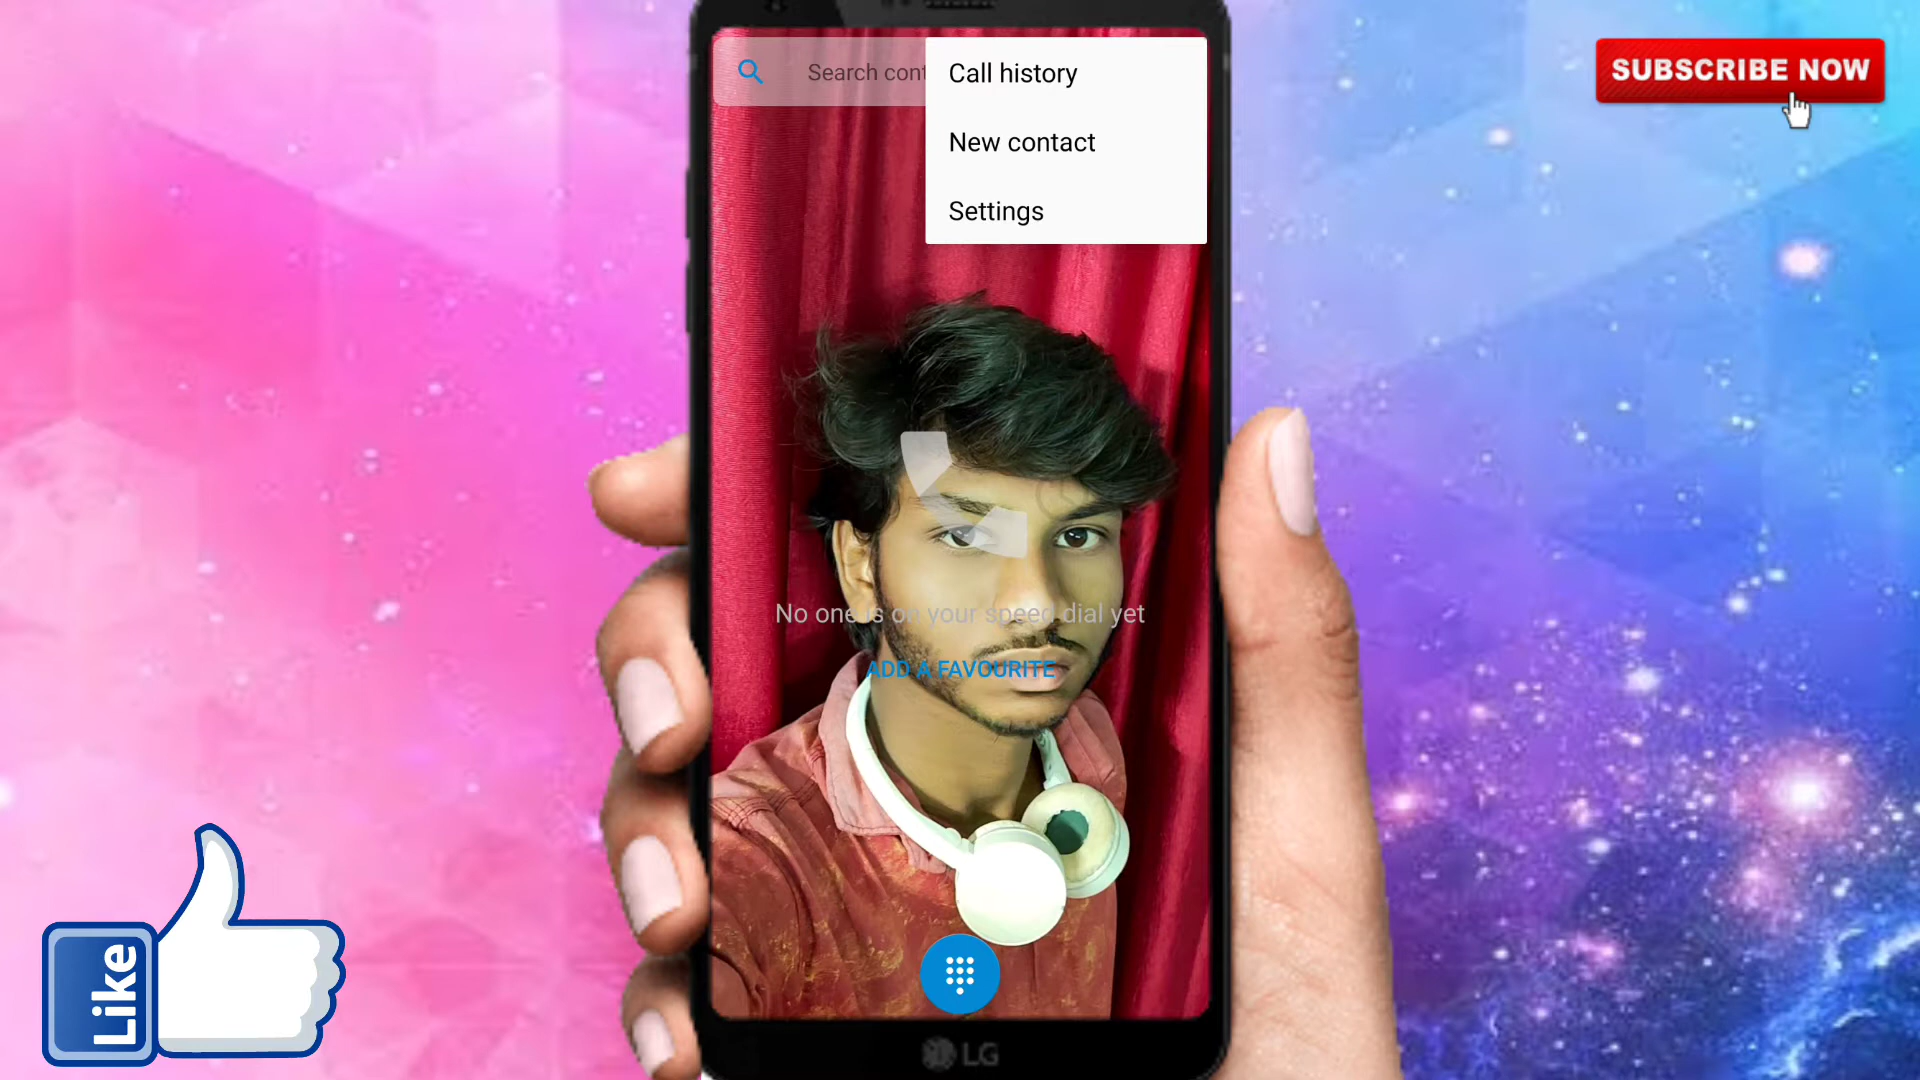 SUBSCRIBE NOW
Search cont
Call history
New contact
Settings
No one is on your speed dial yet
ADD A FAVOURITE
Like
LG